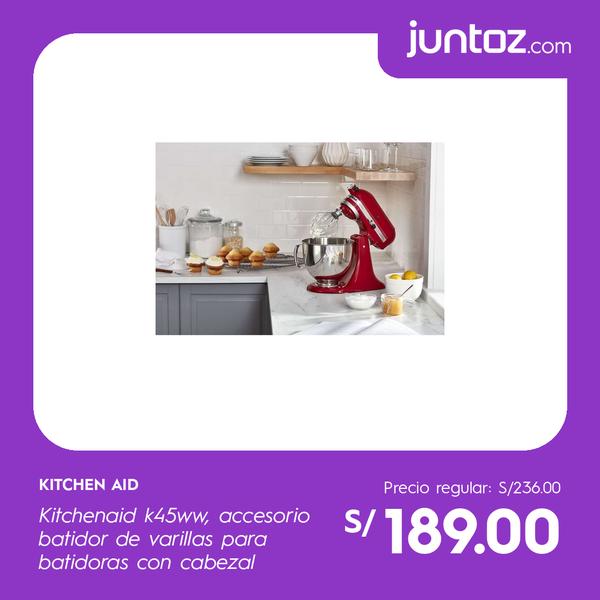 juntoz.com
KITCHEN AID
Kitchenaid k45ww, accesorio
batidor de varillas para
batidoras con cabezal
Precio regular: S/236.00
S/189.00